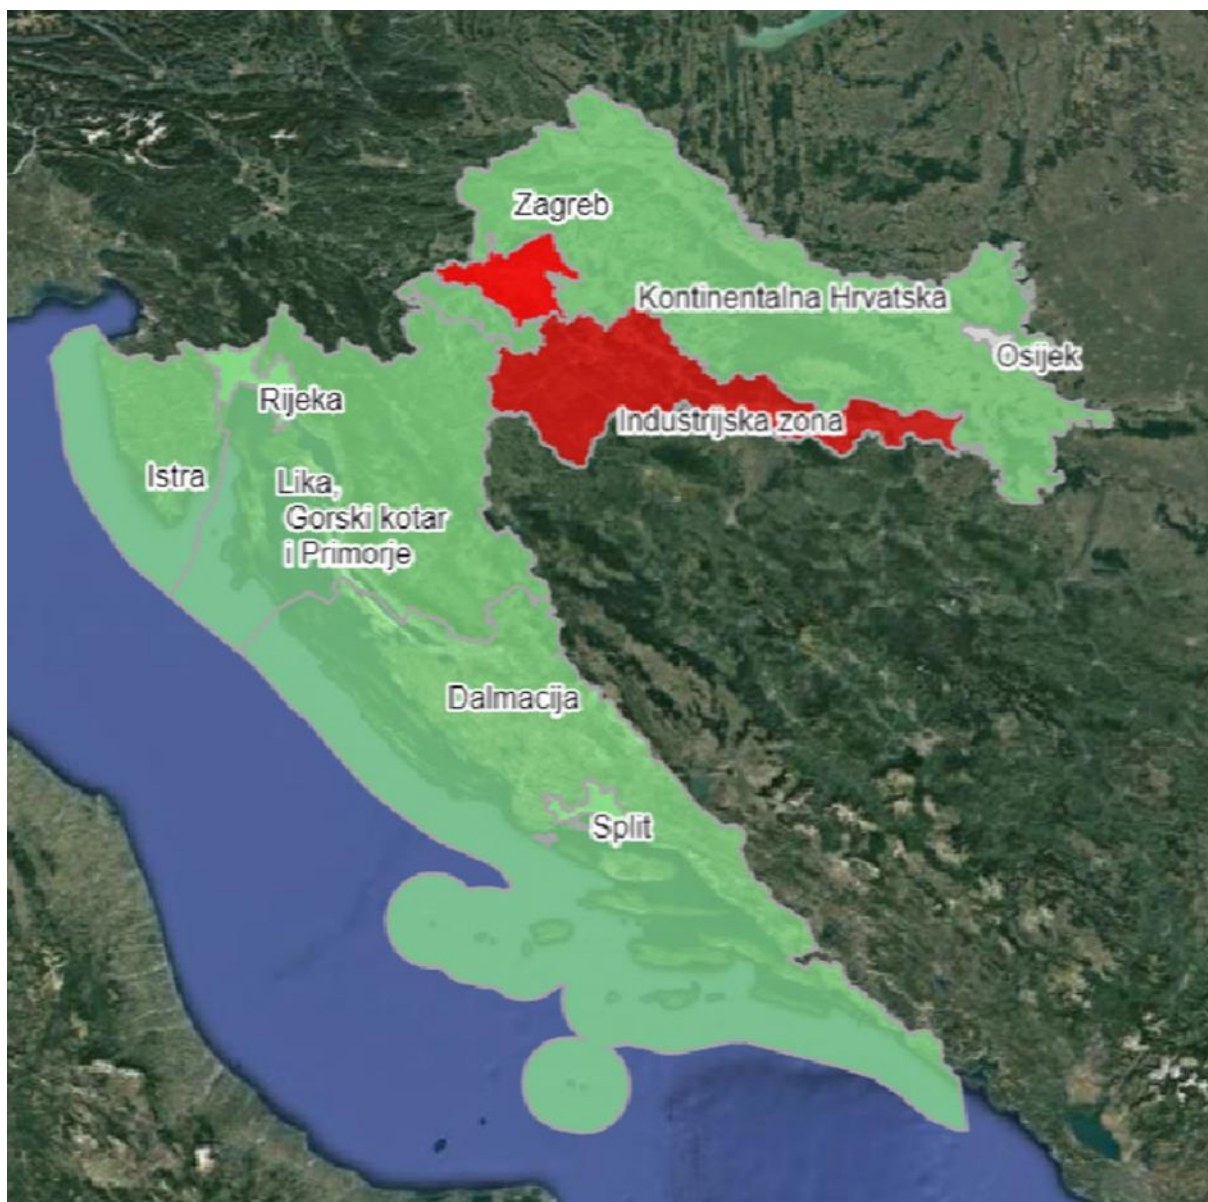 Zagreb
Kontinentalna Hrvatska
Osijek
Rijeka
Industrijska zona
Istra
Lika,
Gorski kotar
i Primorje
Dalmacija
Split